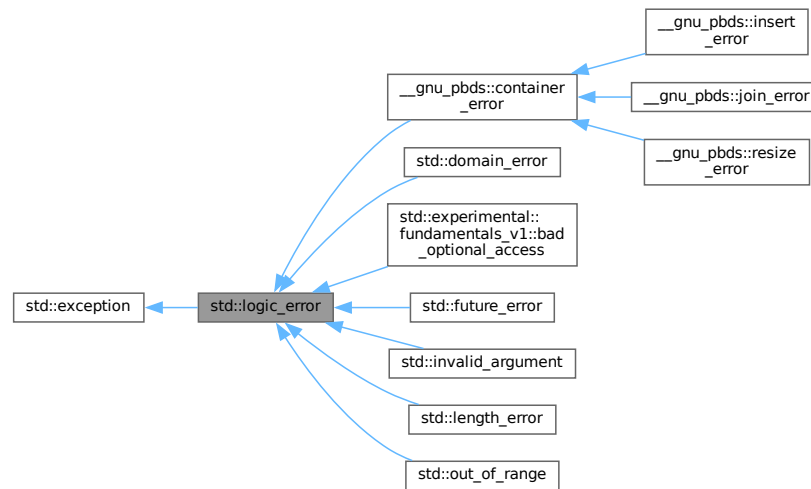 __gnu_pbds::insert
_error
__gnu_pbds::container
_error
__gnu_pbds::join_error
__gnu_pbds::resize
_error
std::domain_error
std::experimental::
fundamentals_v1::bad
_optional_access
std::exception
std::logic_error
std::future_error
std::invalid_argument
std::length_error
std::out_of_range